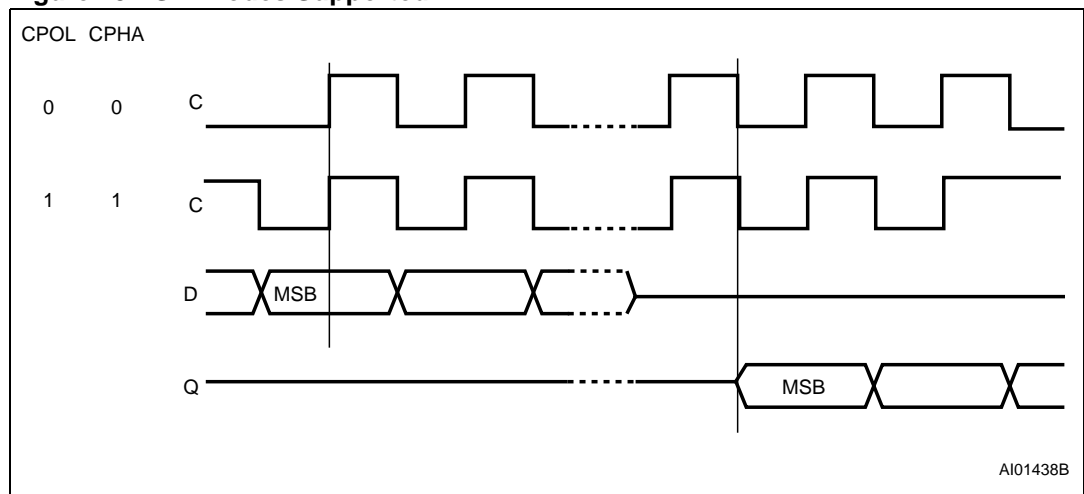 CPOL CPHA
0 0 C
1 1 C
D MSB
Q MSB
AI01438B